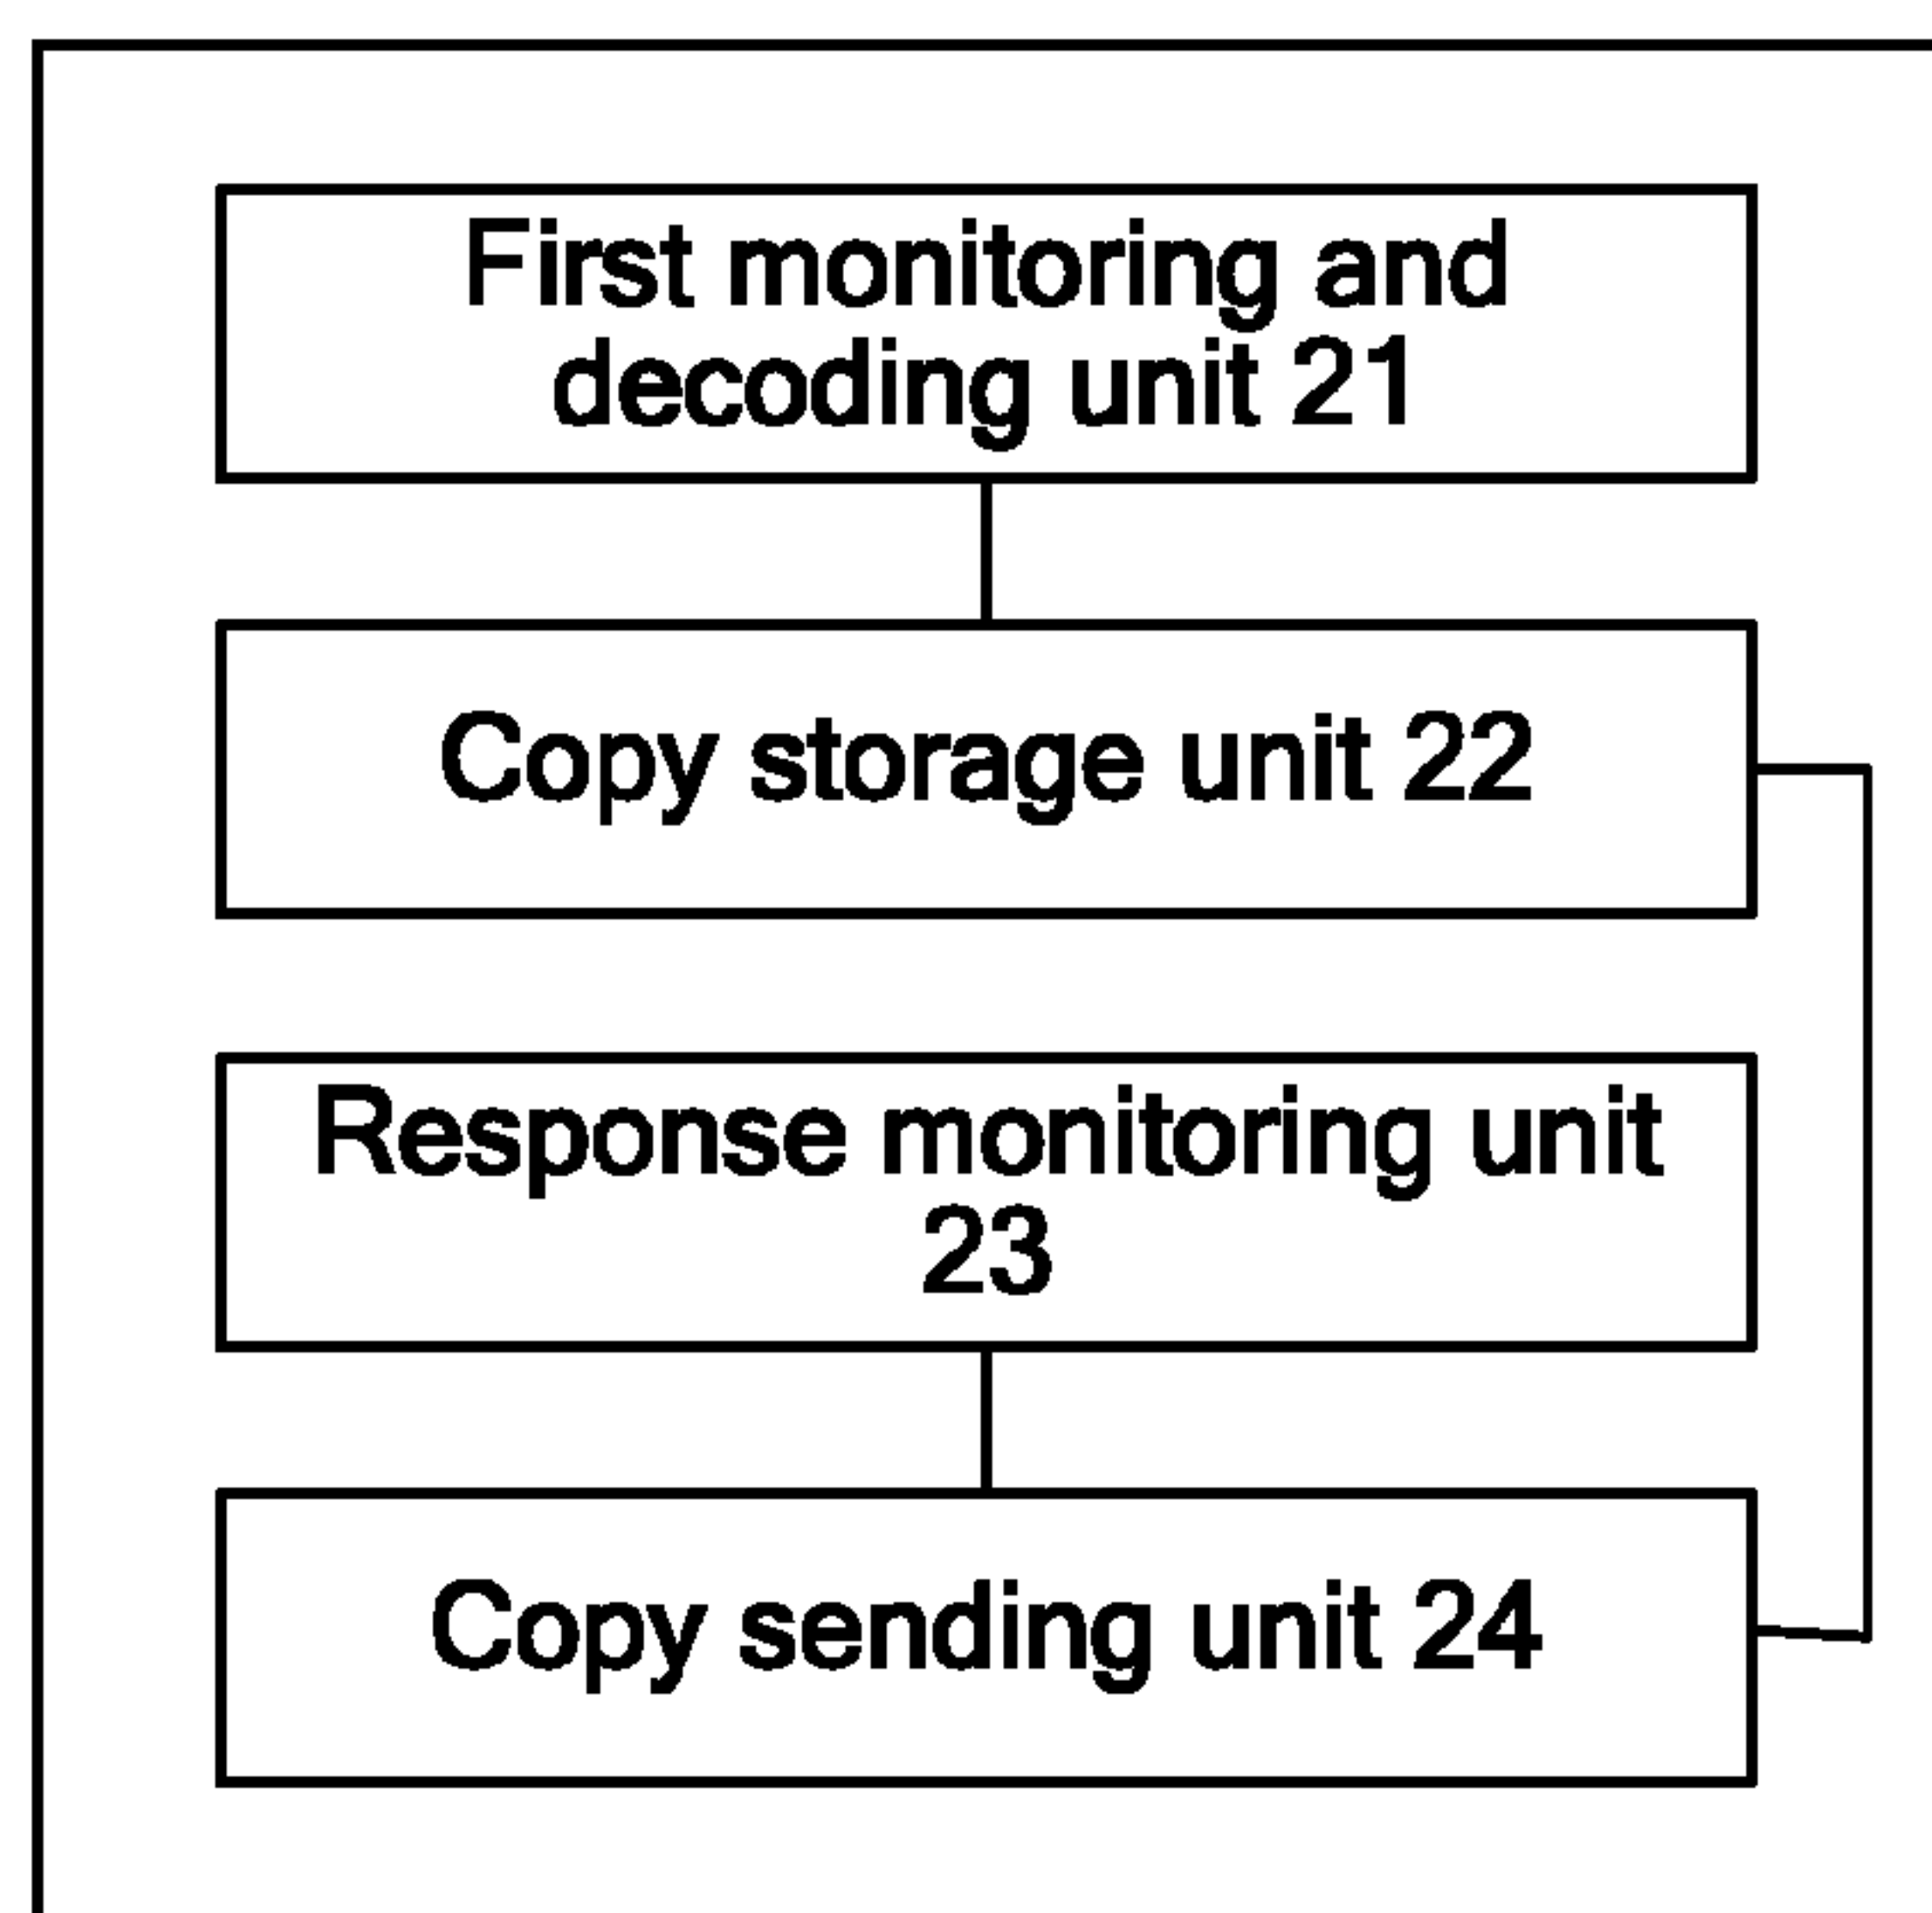 First monitoring and
decoding unit 21
Copy storage unit 22
Response monitoring unit
23
Copy sending unit 24